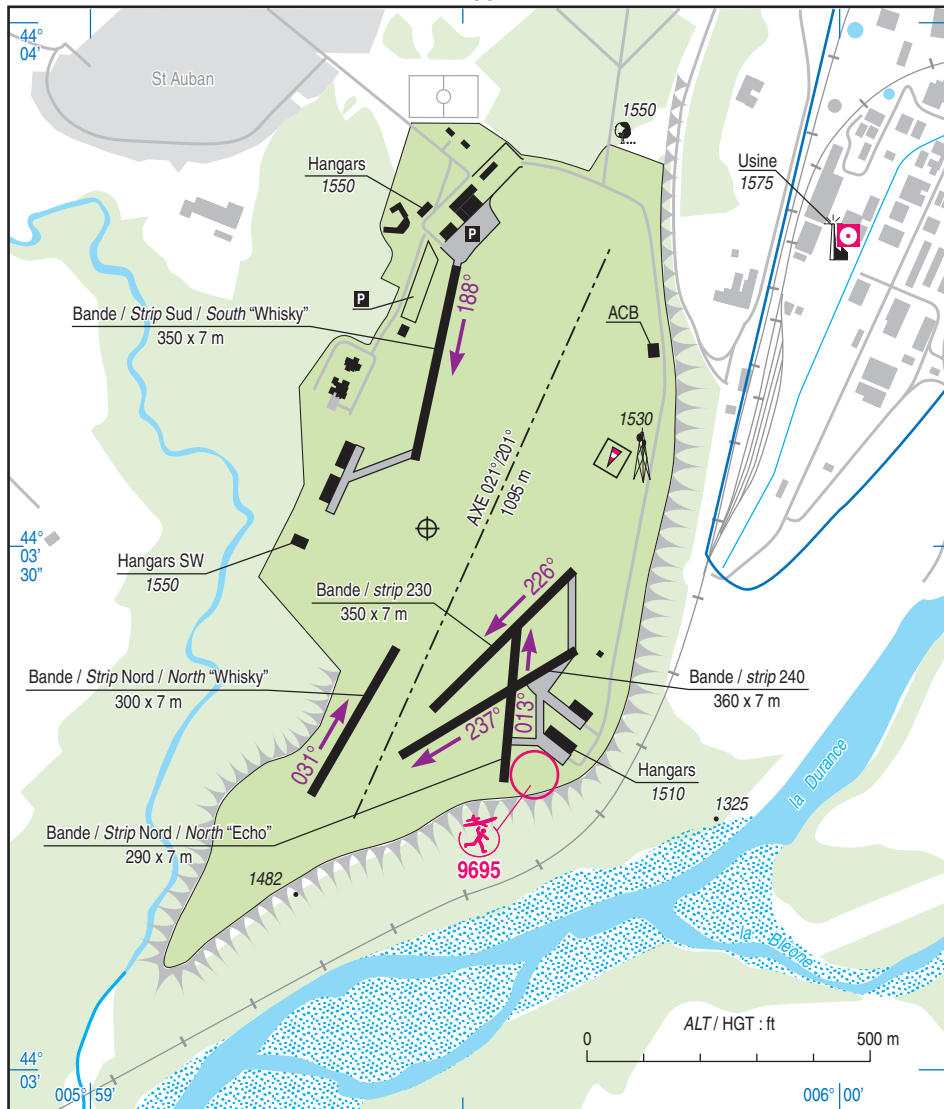 44°
04'
St Auban
1550
Hangars
1550
Usine
1575
P
188°
P
Bande / Strip Sud / South “Whisky”
350 x 7 m
ACB
1530
AXE 021°/201°
1095 m
44°
03'
30”
Hangars SW
1550
226°
Bande / strip 230
350 x 7 m
Bande / Strip Nord / North “Whisky”
300 x 7 m
Bande / strip 240
360 x 7 m
013°
237°
031°
Hangars
1510
la Durance
1325
Bande / Strip Nord / North “Echo”
290 x 7 m
9695
1482
la Bléone
ALT / HGT : ft
0
500 m
44°
03'
005° 59'
006° 00'